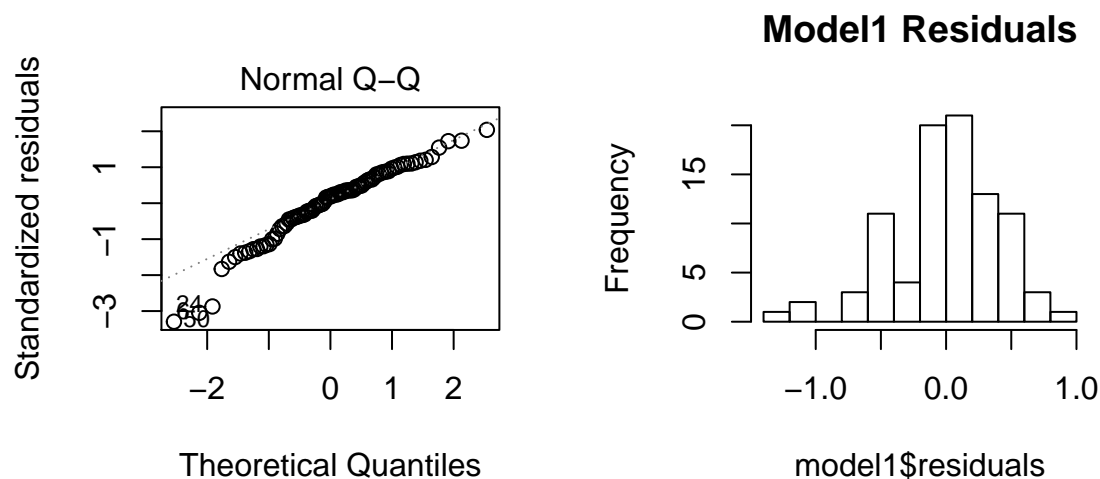 Model1 Residuals
Normal Q−Q
Standardized residuals
1
−1
−3
−2
0
1
2
Theoretical Quantiles
Frequency
15
5
0
−1.0
0.0
1.0
model1$residuals